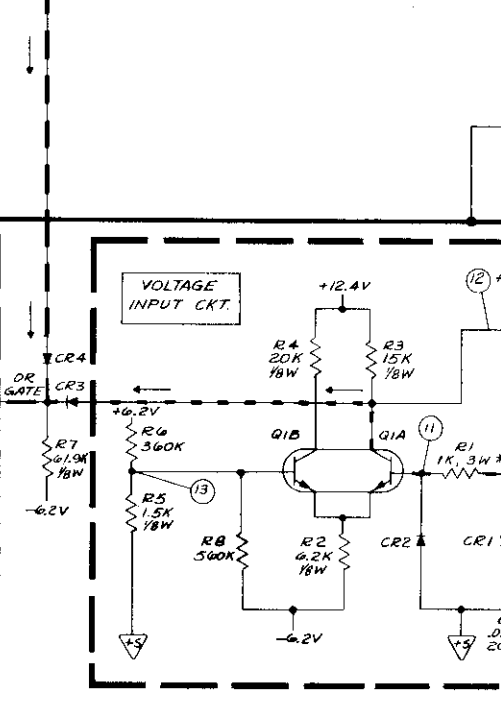 VOLTAGE
INPUT CKT.
12
+12.4V
R4
20K
1/8W
R3
15K
1/8W
CR4
OR
GATE
CR3
+6.2V
R6
360K
Q1B
Q1A
11
R1
1K, 3W*
R7
61.9K
1/8W
-6.2V
13
R5
1.5K
1/8W
R8
560K
R2
6.2K
1/8W
CR2
CR1
-6.2V
+S
+S